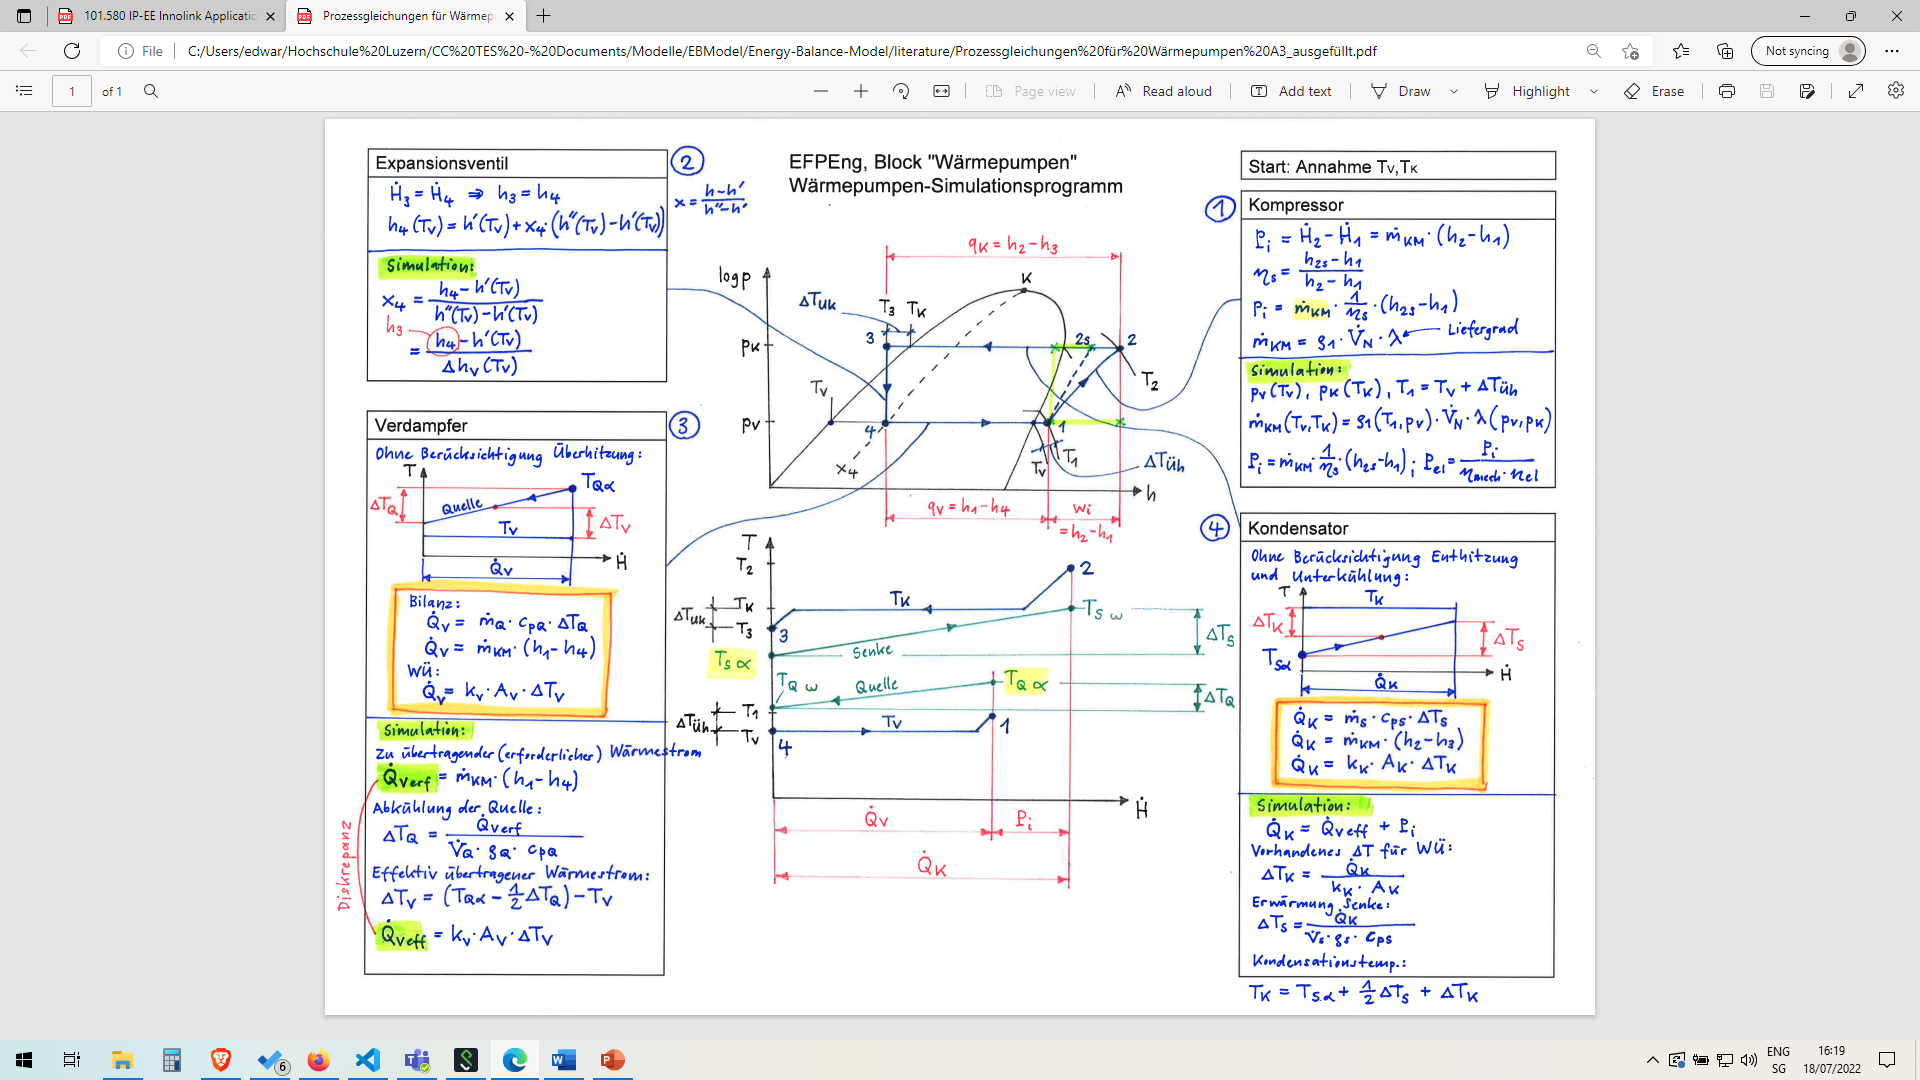 101.580 IP-EE Innolink Applicatio
Prozessgleichungen für Wärmep
File
C:/Users/edwar/Hochschule%20Luzern/CC%20TES%20-%20Documents/Modelle/EBModel/Energy-Balance-Model/literature/Prozessgleichungen%20für%20Wärmepumpen%20A3_ausgefüllt.pdf
Not syncing
1 of 1
Page view
Read aloud
Add text
Draw
Highlight
Erase
EFPEng, Block "Wärmepumpen"
Wärmepumpen-Simulationsprogramm
Expansionsventil
②
Ḣ₃ = Ḣ₄ ⇒ h₃ = h₄
h₄(Tv) = h'(Tv) + x₄·(h''(Tv) - h'(Tv))
x = (h-h')/(h''-h')
Simulation:
x₄ = (h₄ - h'(Tv))/(h''(Tv) - h'(Tv))
h₃
= (h₄ - h'(Tv))/(Δhv(Tv))
Verdampfer
③
Ohne Berücksichtigung Überhitzung:
T
TQα
ΔTQ
Quelle
ΔTv
Tv
Ḣ
Q̇v
Bilanz:
Q̇v = ṁQ · cpQ · ΔTQ
Q̇v = ṁKM · (h₁-h₄)
WÜ:
Q̇v = kv · Av · ΔTv
Simulation:
Zu übertragender (erforderlicher) Wärmestrom
Q̇verf = ṁKM · (h₁-h₄)
Abkühlung der Quelle:
ΔTQ = Q̇verf/(V̇Q · ρQ · cpQ)
Effektiv übertragener Wärmestrom:
ΔTv = (TQα - ½ΔTQ) - Tv
Q̇veff = kv · Av · ΔTv
Diskrepanz
qK = h₂-h₃
log p
K
ΔTUK
T₃
TK
3
2s
2
pK
Tv
T₂
pv
4
1
x₄
Tv
T₁
ΔTüh
h
qv = h₁-h₄
wi
= h₂-h₁
T
T₂
2
TK
TK
ΔTUK
T₃
3
TSω
ΔTS
Senke
TSα
TQω
Quelle
TQα
ΔTQ
T₁
ΔTüh
Tv
Tv
1
4
Ḣ
Q̇v
Pi
Q̇K
Start: Annahme Tv,TK
①
Kompressor
Pi = Ḣ₂ - Ḣ₁ = ṁKM · (h₂-h₁)
ηs = (h₂s-h₁)/(h₂-h₁)
Pi = ṁKM · 1/ηs · (h₂s-h₁)
ṁKM = ρ₁ · V̇N · λ Liefergrad
Simulation:
pv(Tv), pK(TK), T₁ = Tv + ΔTüh
ṁKM(Tv,TK) = ρ₁(T₁,pv) · V̇N · λ(pv,pK)
Pi = ṁKM · 1/ηs · (h₂s-h₁); Pel = Pi/(ηmech · ηel)
④
Kondensator
Ohne Berücksichtigung Enthitzung
und Unterkühlung:
T
TK
ΔTK
ΔTS
TSα
Ḣ
Q̇K
Q̇K = ṁS · cpS · ΔTS
Q̇K = ṁKM · (h₂-h₃)
Q̇K = kK · AK · ΔTK
Simulation:
Q̇K = Q̇veff + Pi
Vorhandenes ΔT für WÜ:
ΔTK = Q̇K/(kK · AK)
Erwärmung Senke:
ΔTS = Q̇K/(V̇S · ρS · cpS)
Kondensationstemp.:
TK = TSα + ½ΔTS + ΔTK
6
ENG
SG
16:19
18/07/2022